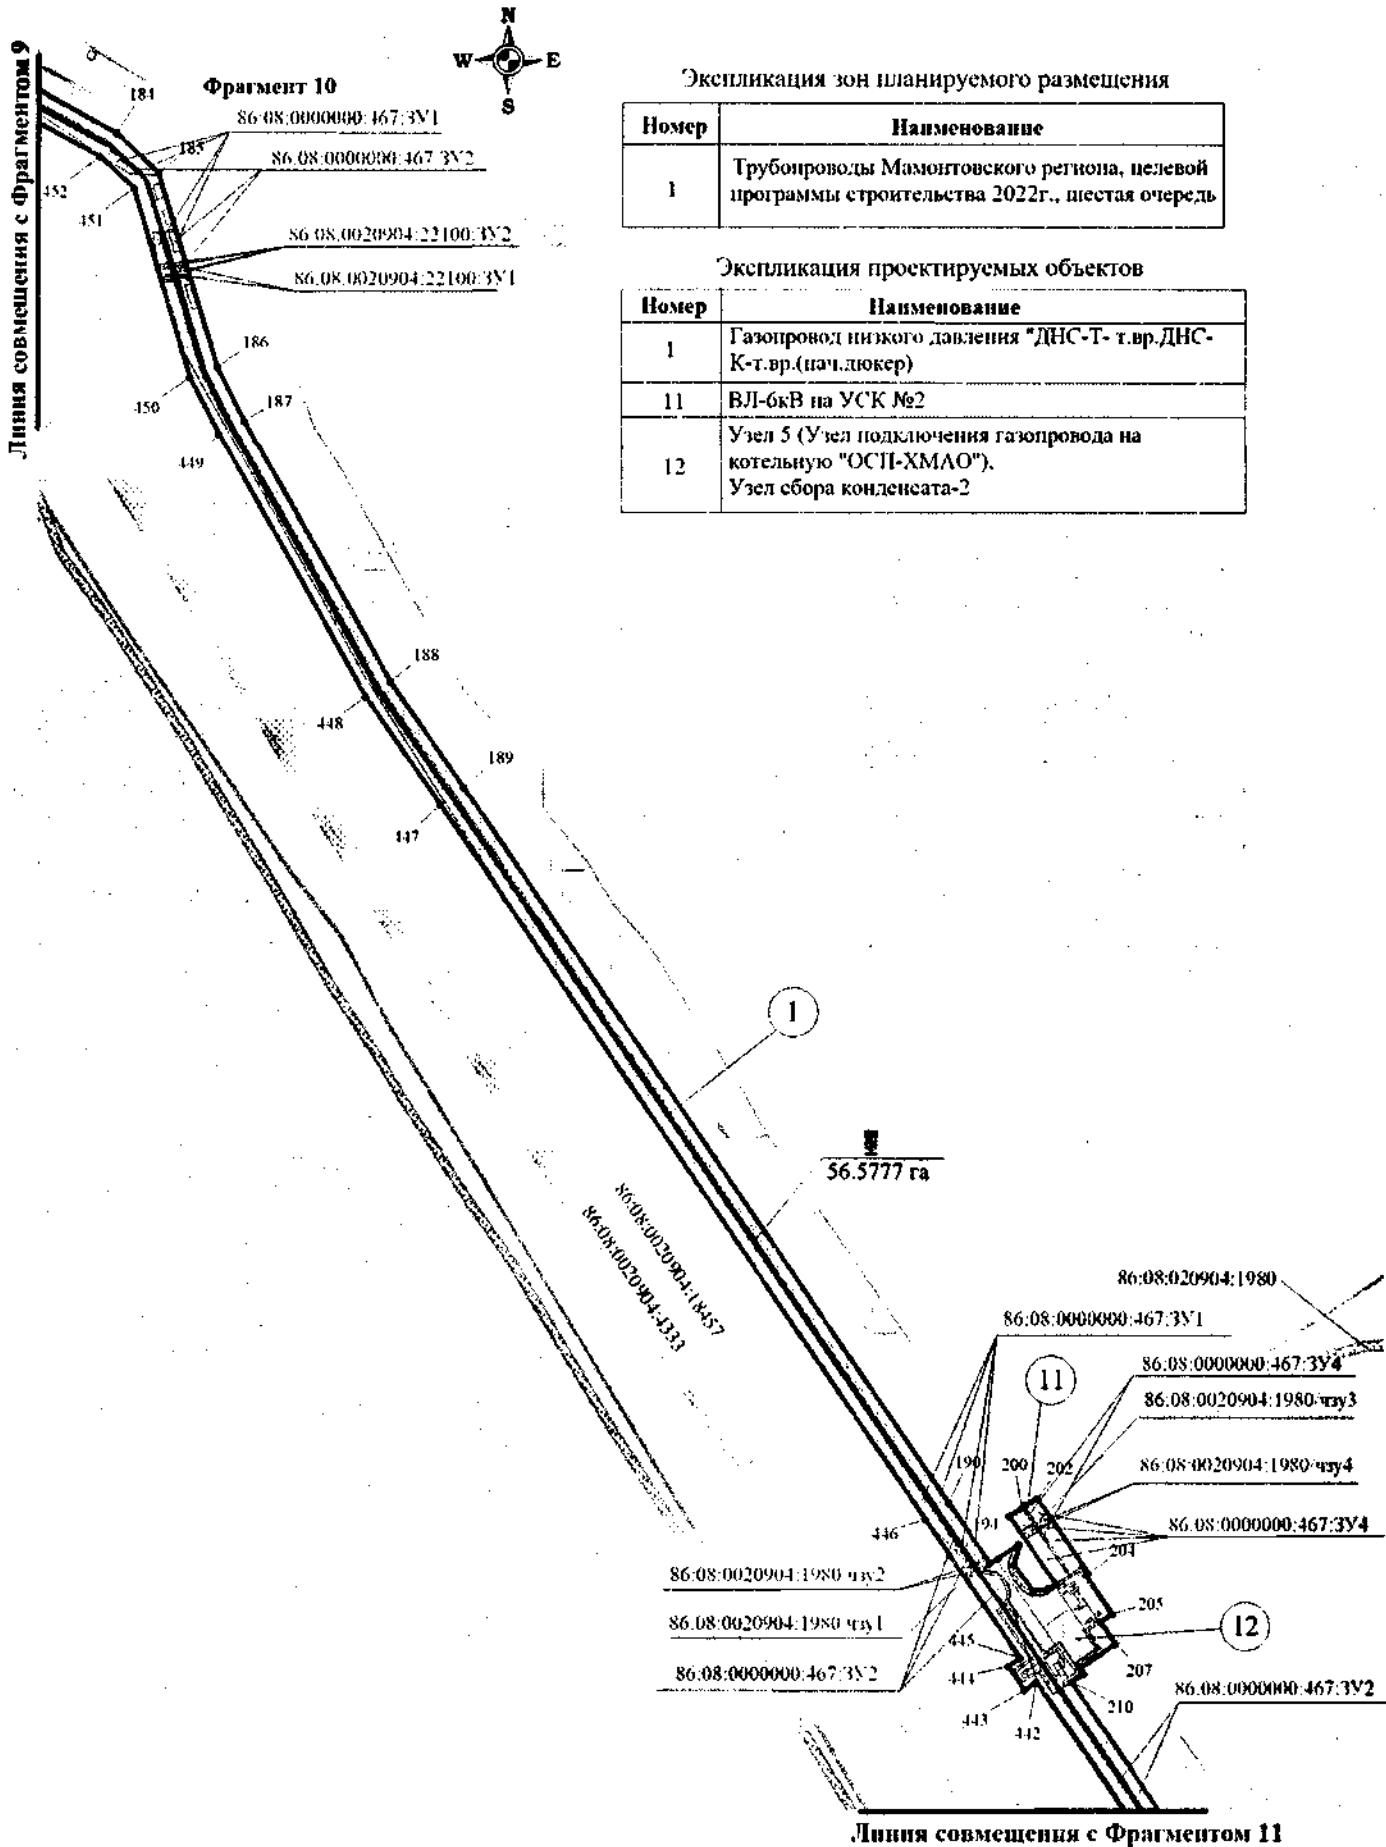 N
W
E
S
Линия совмещения с Фрагментом 9
Фрагмент 10
184
86:08:0000000:467:ЗУ1
185
86.08:0000000:467 ЗУ2
452
451
86 08.0020904:22100:ЗУ2
86.08.0020904:22100:ЗУ1
186
450
187
449
Экспликация зон планируемого размещения
Номер
Наименование
1
Трубопроводы Мамонтовского региона, целевой
программы строительства 2022г., шестая очередь
Экспликация проектируемых объектов
Номер
Наименование
1
Газопровод низкого давления "ДНС-Т- т.вр.ДНС-
К-т.вр.(нач.дюкер)
11
ВЛ-6кВ на УСК №2
12
Узел 5 (Узел подключения газопровода на
котельную "ОСП-ХМАО").
Узел сбора конденсата-2
188
448
189
447
1
56.5777 га
86:08:0020904:18457
86:08:0020904:4333
86:08:020904:1980
86:08:0000000:467:ЗУ1
86:08:0000000:467:ЗУ4
11
86:08:0020904:1980/чзу3
190
200
202
86:08:0020904:1980/чзу4
446
191
86.08:0000000:467:ЗУ4
204
86:08:0020904:1980 чзу2
205
86.08:0020904:1980 чзу1
12
445
207
86:08:0000000:467:ЗУ2
444
210
86.08:0000000:467:ЗУ2
443
442
Линия совмещения с Фрагментом 11